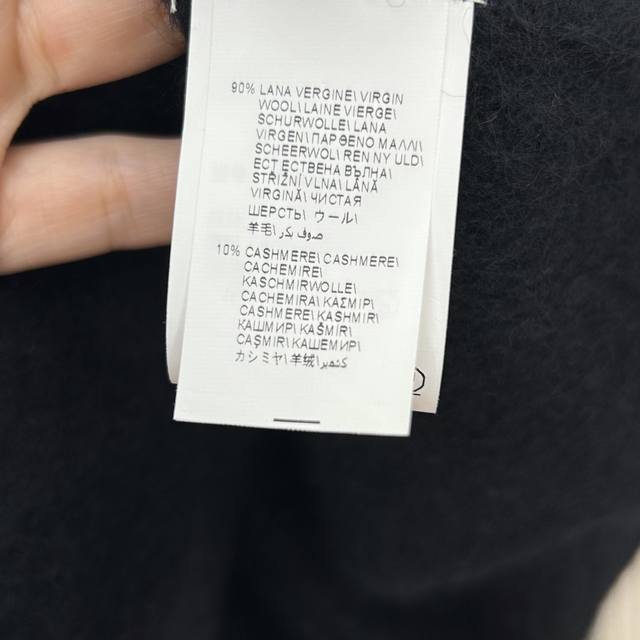 90% LANA VERGINE\ VIRGIN
WOOL\ LAINE VIERGE\
SCHURWOLLE\ LANA
VIRGEN\ ΠΑΡΘΕΝΟ ΜΑΛΛΙ\
SCHEERWOL\ REN NY ULD\
ЕСТЕСТВЕНА ВЪЛНА\
STRIŽNÍ VLNA\ LÂNĂ
VIRGINĂ\ ЧИСТАЯ
ШЕРСТЬ\ ウール\
羊毛\ صوف بكر\
10% CASHMERE\ CASHMERE\
CACHEMIRE\
KASCHMIRWOLLE\
CACHEMIRA\ ΚΑΣΜΙΡ\
CASHMERE\ KASHMIR\
КАШМИР\ KAŠMÍR\
CAȘMIR\ КАШЕМИР\
カシミヤ\ 羊绒\ كشمير\